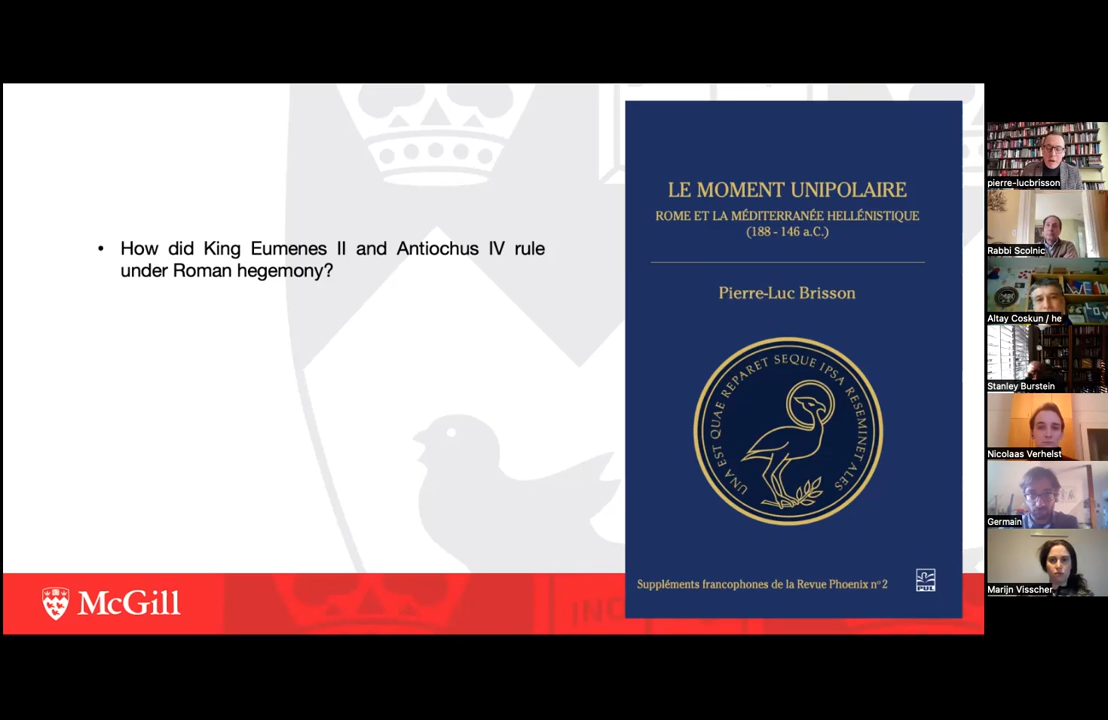 • How did King Eumenes II and Antiochus IV rule
under Roman hegemony?
McGill
LE MOMENT UNIPOLAIRE
ROME ET LA MÉDITERRANÉE HELLÉNISTIQUE
(188 - 146 a.C.)
Pierre-Luc Brisson
UNA EST QUAE REPARET SEQUE IPSA RESEMINET ALES
Suppléments francophones de la Revue Phoenix nº 2
PUL
pierre-lucbrisson
Rabbi Scolnic
Altay Coskun / he
Stanley Burstein
Nicolaas Verhelst
Germain
Marijn Visscher